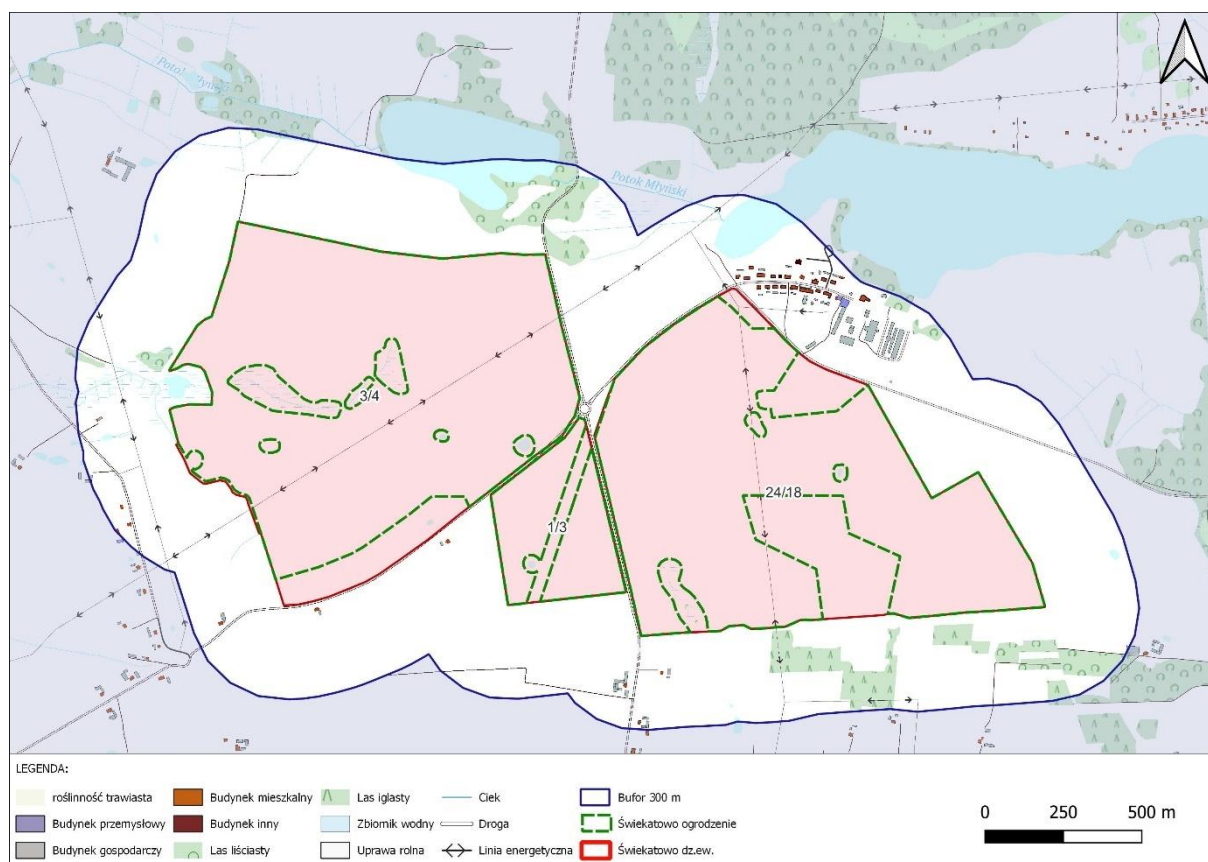 Potok Młyński
Potok Młyński
3/4
24/18
1/3
LEGENDA:
roślinność trawiasta
Budynek mieszkalny
Las iglasty
Ciek
Bufor 300 m
Budynek przemysłowy
Budynek inny
Zbiornik wodny
Droga
Świekatowo ogrodzenie
Budynek gospodarczy
Las liściasty
Uprawa rolna
Linia energetyczna
Świekatowo dz.ew.
0 250 500 m